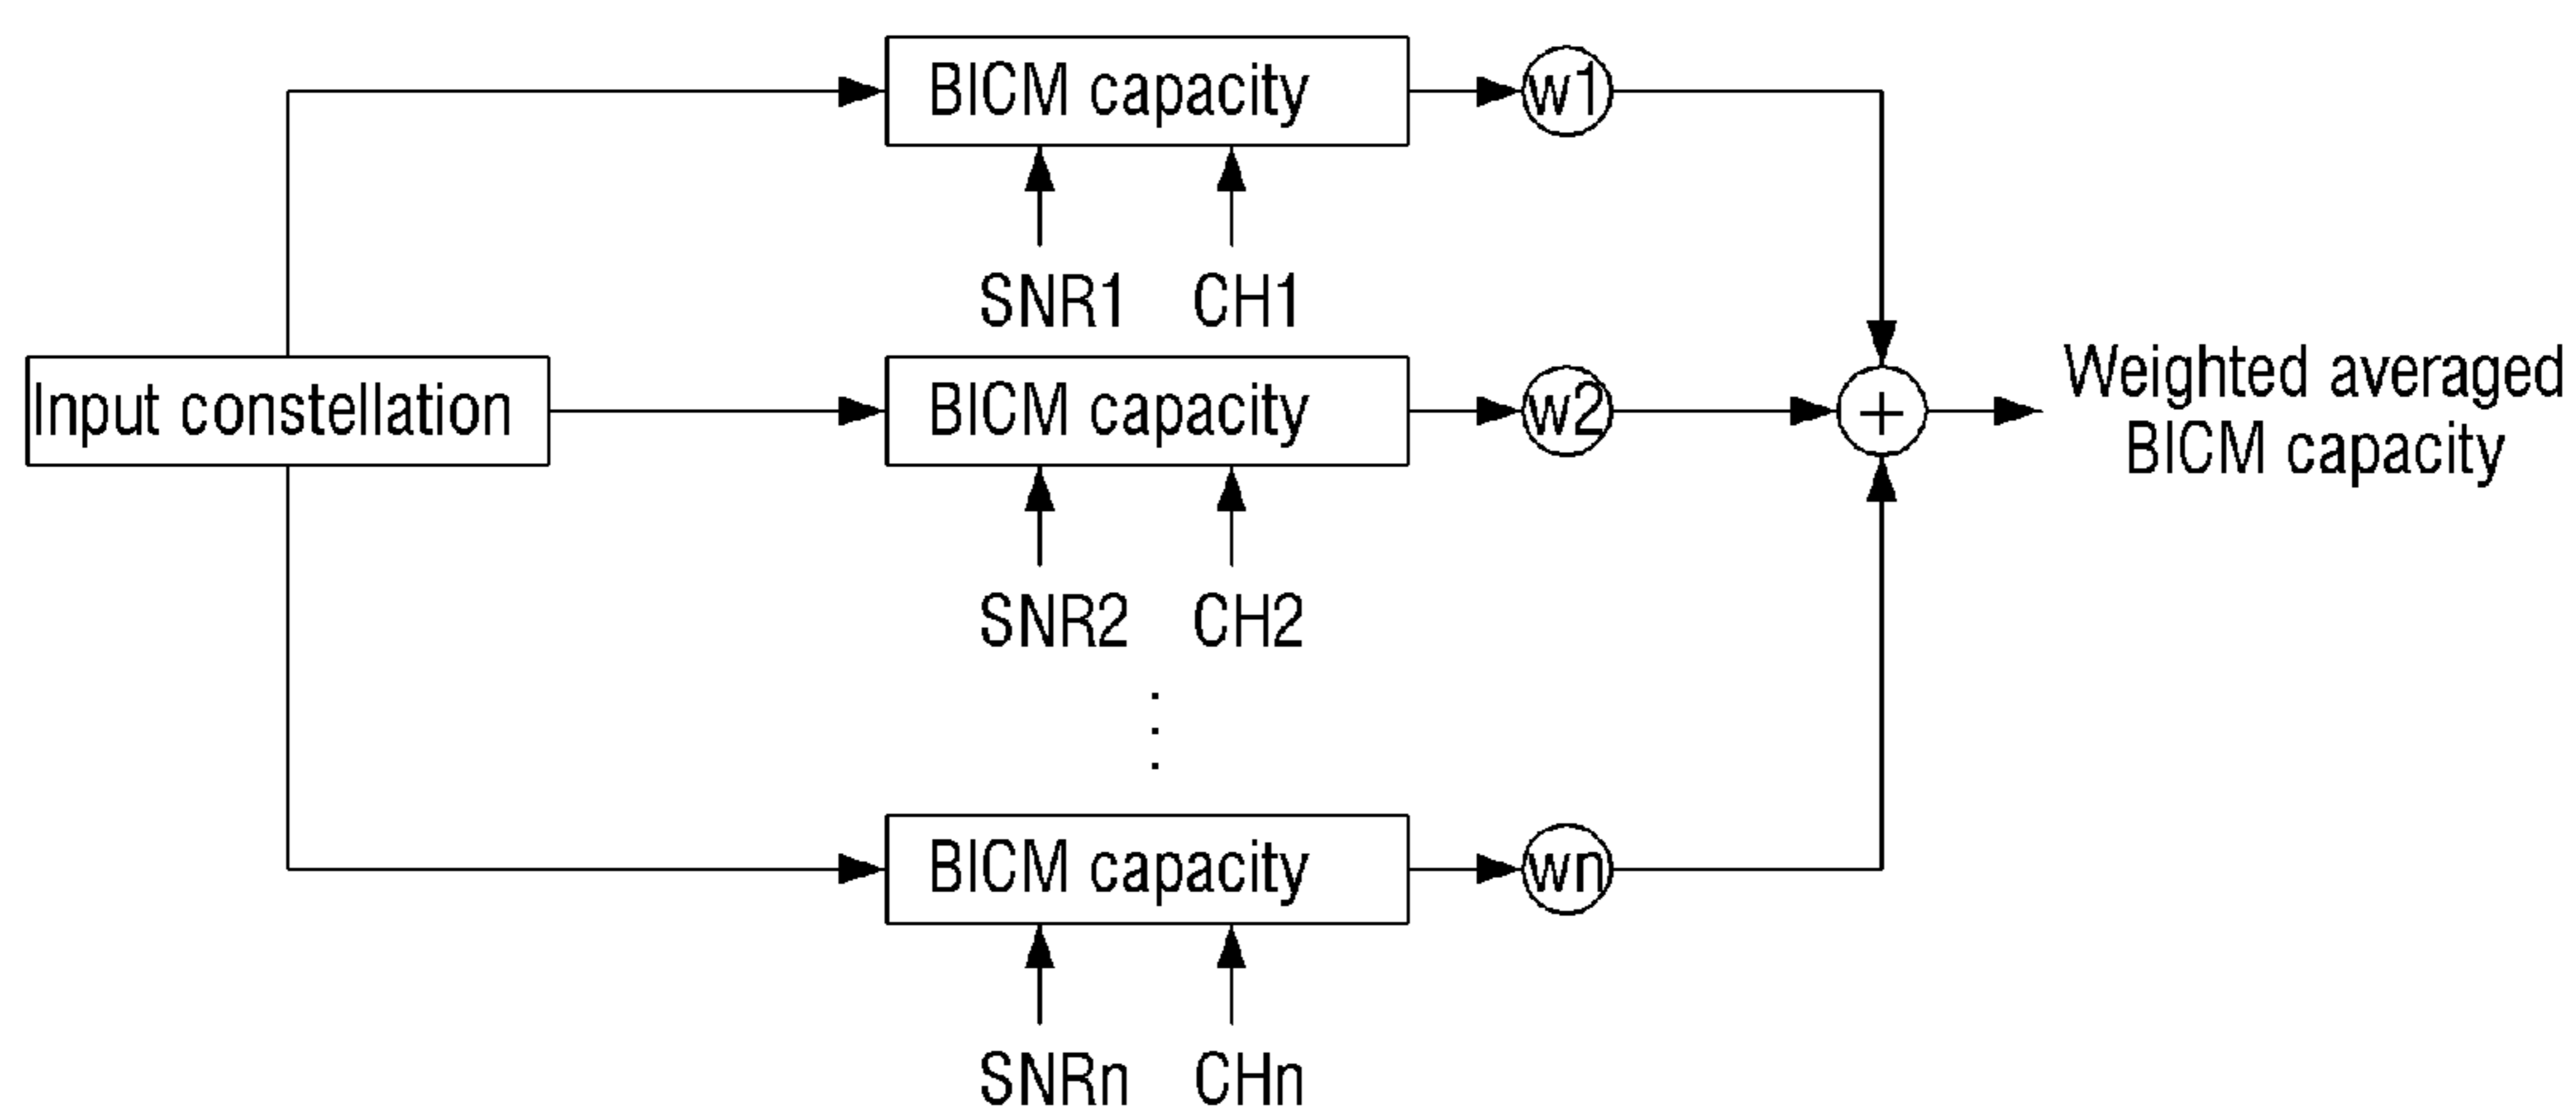 BICM capacity
w1
SNR1 CH1
Input constellation
BICM capacity
w2
+
Weighted averaged
BICM capacity
SNR2 CH2
BICM capacity
wn
SNRn CHn